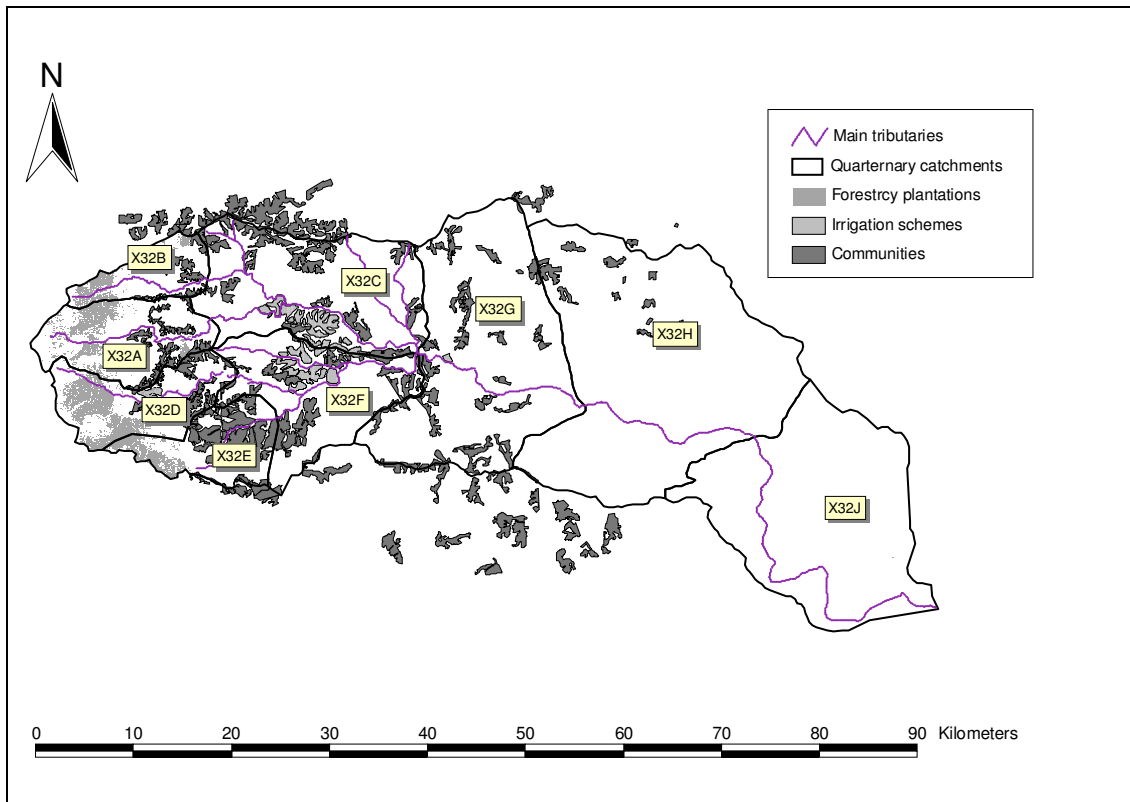 N
Main tributaries
Quarternary catchments
Forestrcy plantations
Irrigation schemes
Communities
X32B
X32C
X32G
X32H
X32A
X32D
X32F
X32E
X32J
0 10 20 30 40 50 60 70 80 90 Kilometers